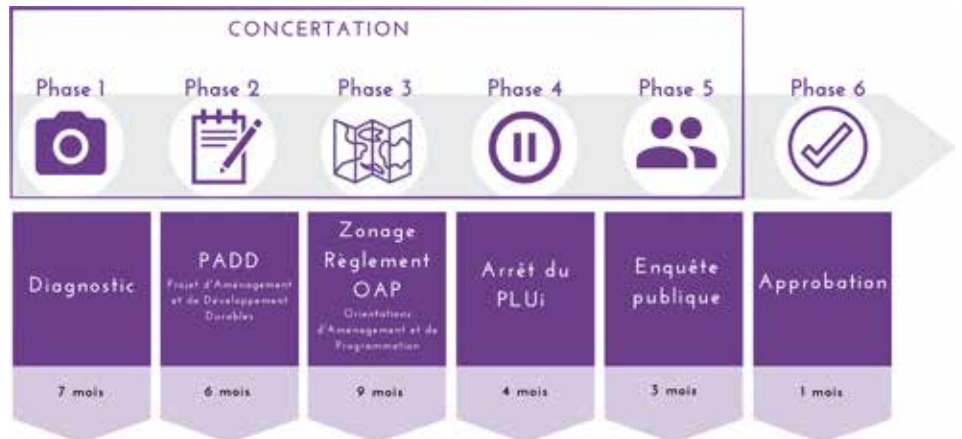 CONCERTATION
Phase 1
Phase 2
Phase 3
Phase 4
Phase 5
Phase 6
Diagnostic
PADD
Projet d'Aménagement
et de Développement
Durables
Zonage
Règlement
OAP
Orientations
d'Aménagement et de
Programmation
Arrêt du
PLUi
Enquête
publique
Approbation
7 mois
6 mois
9 mois
4 mois
3 mois
1 mois